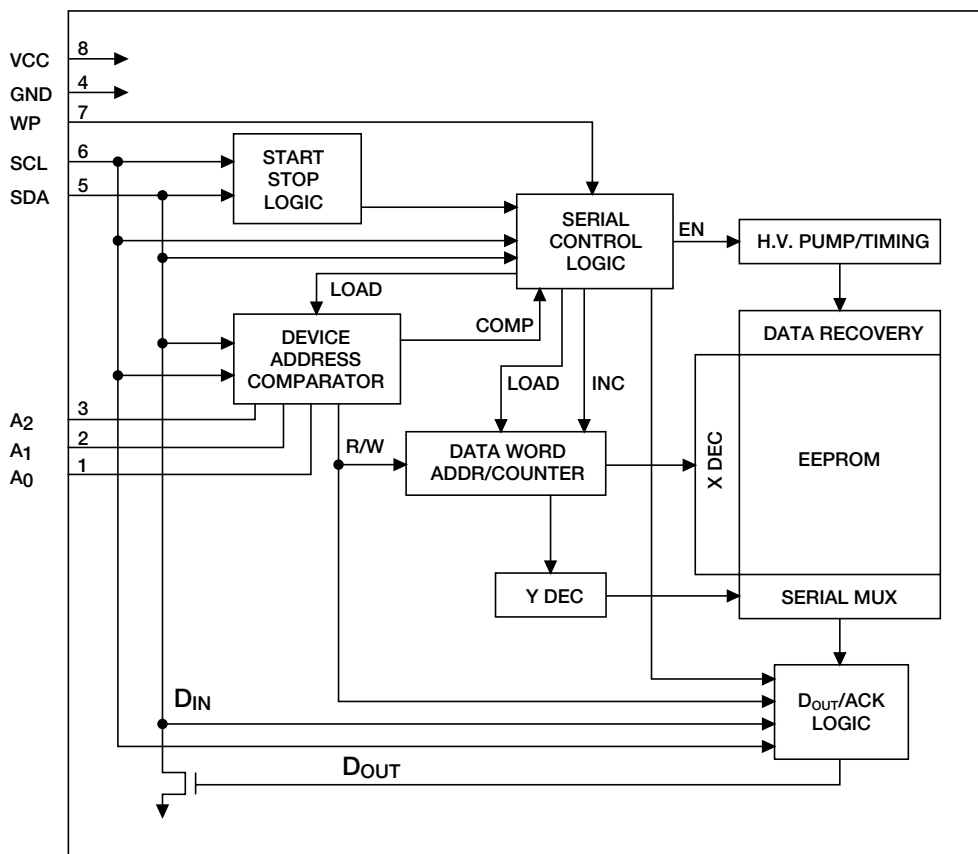 VCC 8
GND 4
WP 7
SCL 6
SDA 5
START
STOP
LOGIC
SERIAL
CONTROL
LOGIC
EN
H.V. PUMP/TIMING
LOAD
COMP
DEVICE
ADDRESS
COMPARATOR
LOAD
INC
DATA RECOVERY
A2 3
A1 2
A0 1
R/W
DATA WORD
ADDR/COUNTER
X DEC
EEPROM
Y DEC
SERIAL MUX
DIN
DOUT/ACK
LOGIC
DOUT